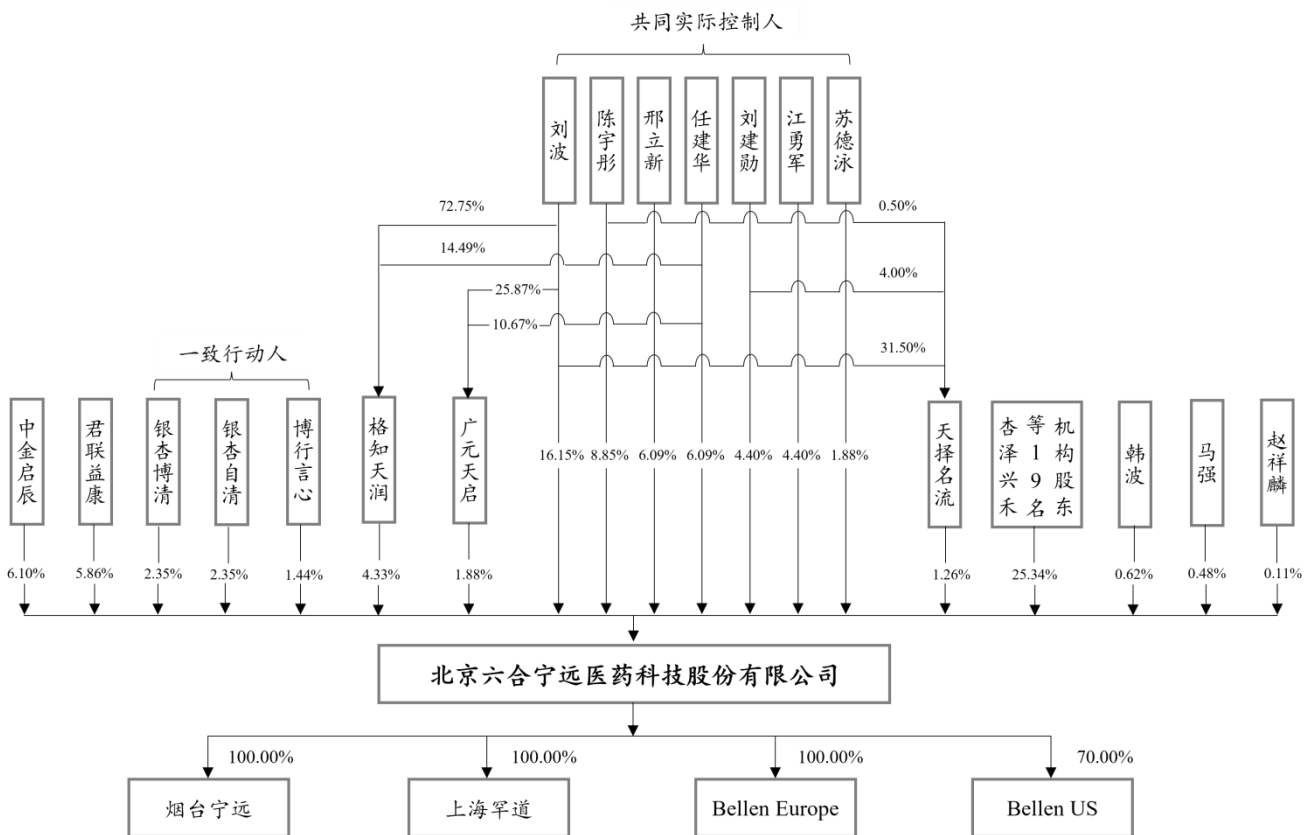 共同实际控制人
刘波
陈宇彤
邢立新
任建华
刘建勋
江勇军
苏德泳
72.75%
0.50%
14.49%
4.00%
25.87%
10.67%
31.50%
一致行动人
中金启辰
君联益康
银杏博清
银杏自清
博行言心
格知天润
广元天启
16.15%
8.85%
6.09%
6.09%
4.40%
4.40%
1.88%
天择名流
杏泽兴禾
等19名
机构股东
韩波
马强
赵祥麟
6.10%
5.86%
2.35%
2.35%
1.44%
4.33%
1.88%
1.26%
25.34%
0.62%
0.48%
0.11%
北京六合宁远医药科技股份有限公司
100.00%
100.00%
100.00%
70.00%
烟台宁远
上海罕道
Bellen Europe
Bellen US